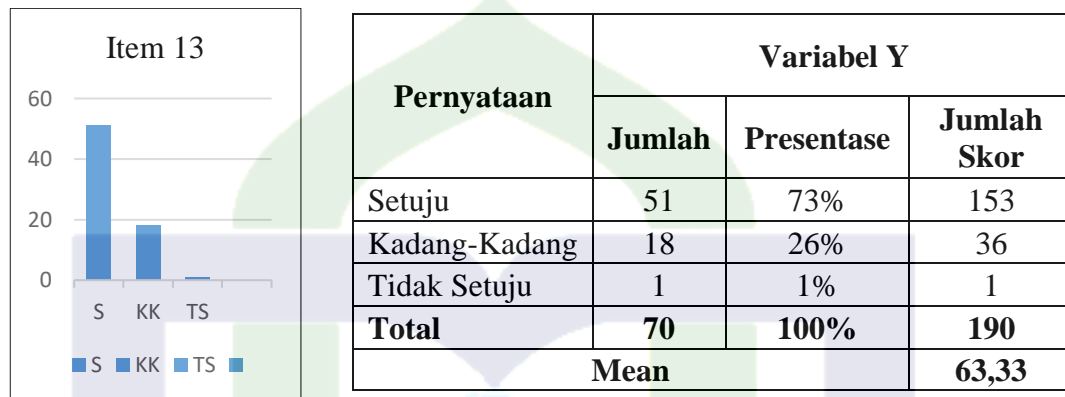 Item 13
60
40
20
0
S KK TS
S KK TS
Pernyataan
Variabel Y
Jumlah Presentase Jumlah Skor
Setuju 51 73% 153
Kadang-Kadang 18 26% 36
Tidak Setuju 1 1% 1
Total 70 100% 190
Mean 63,33